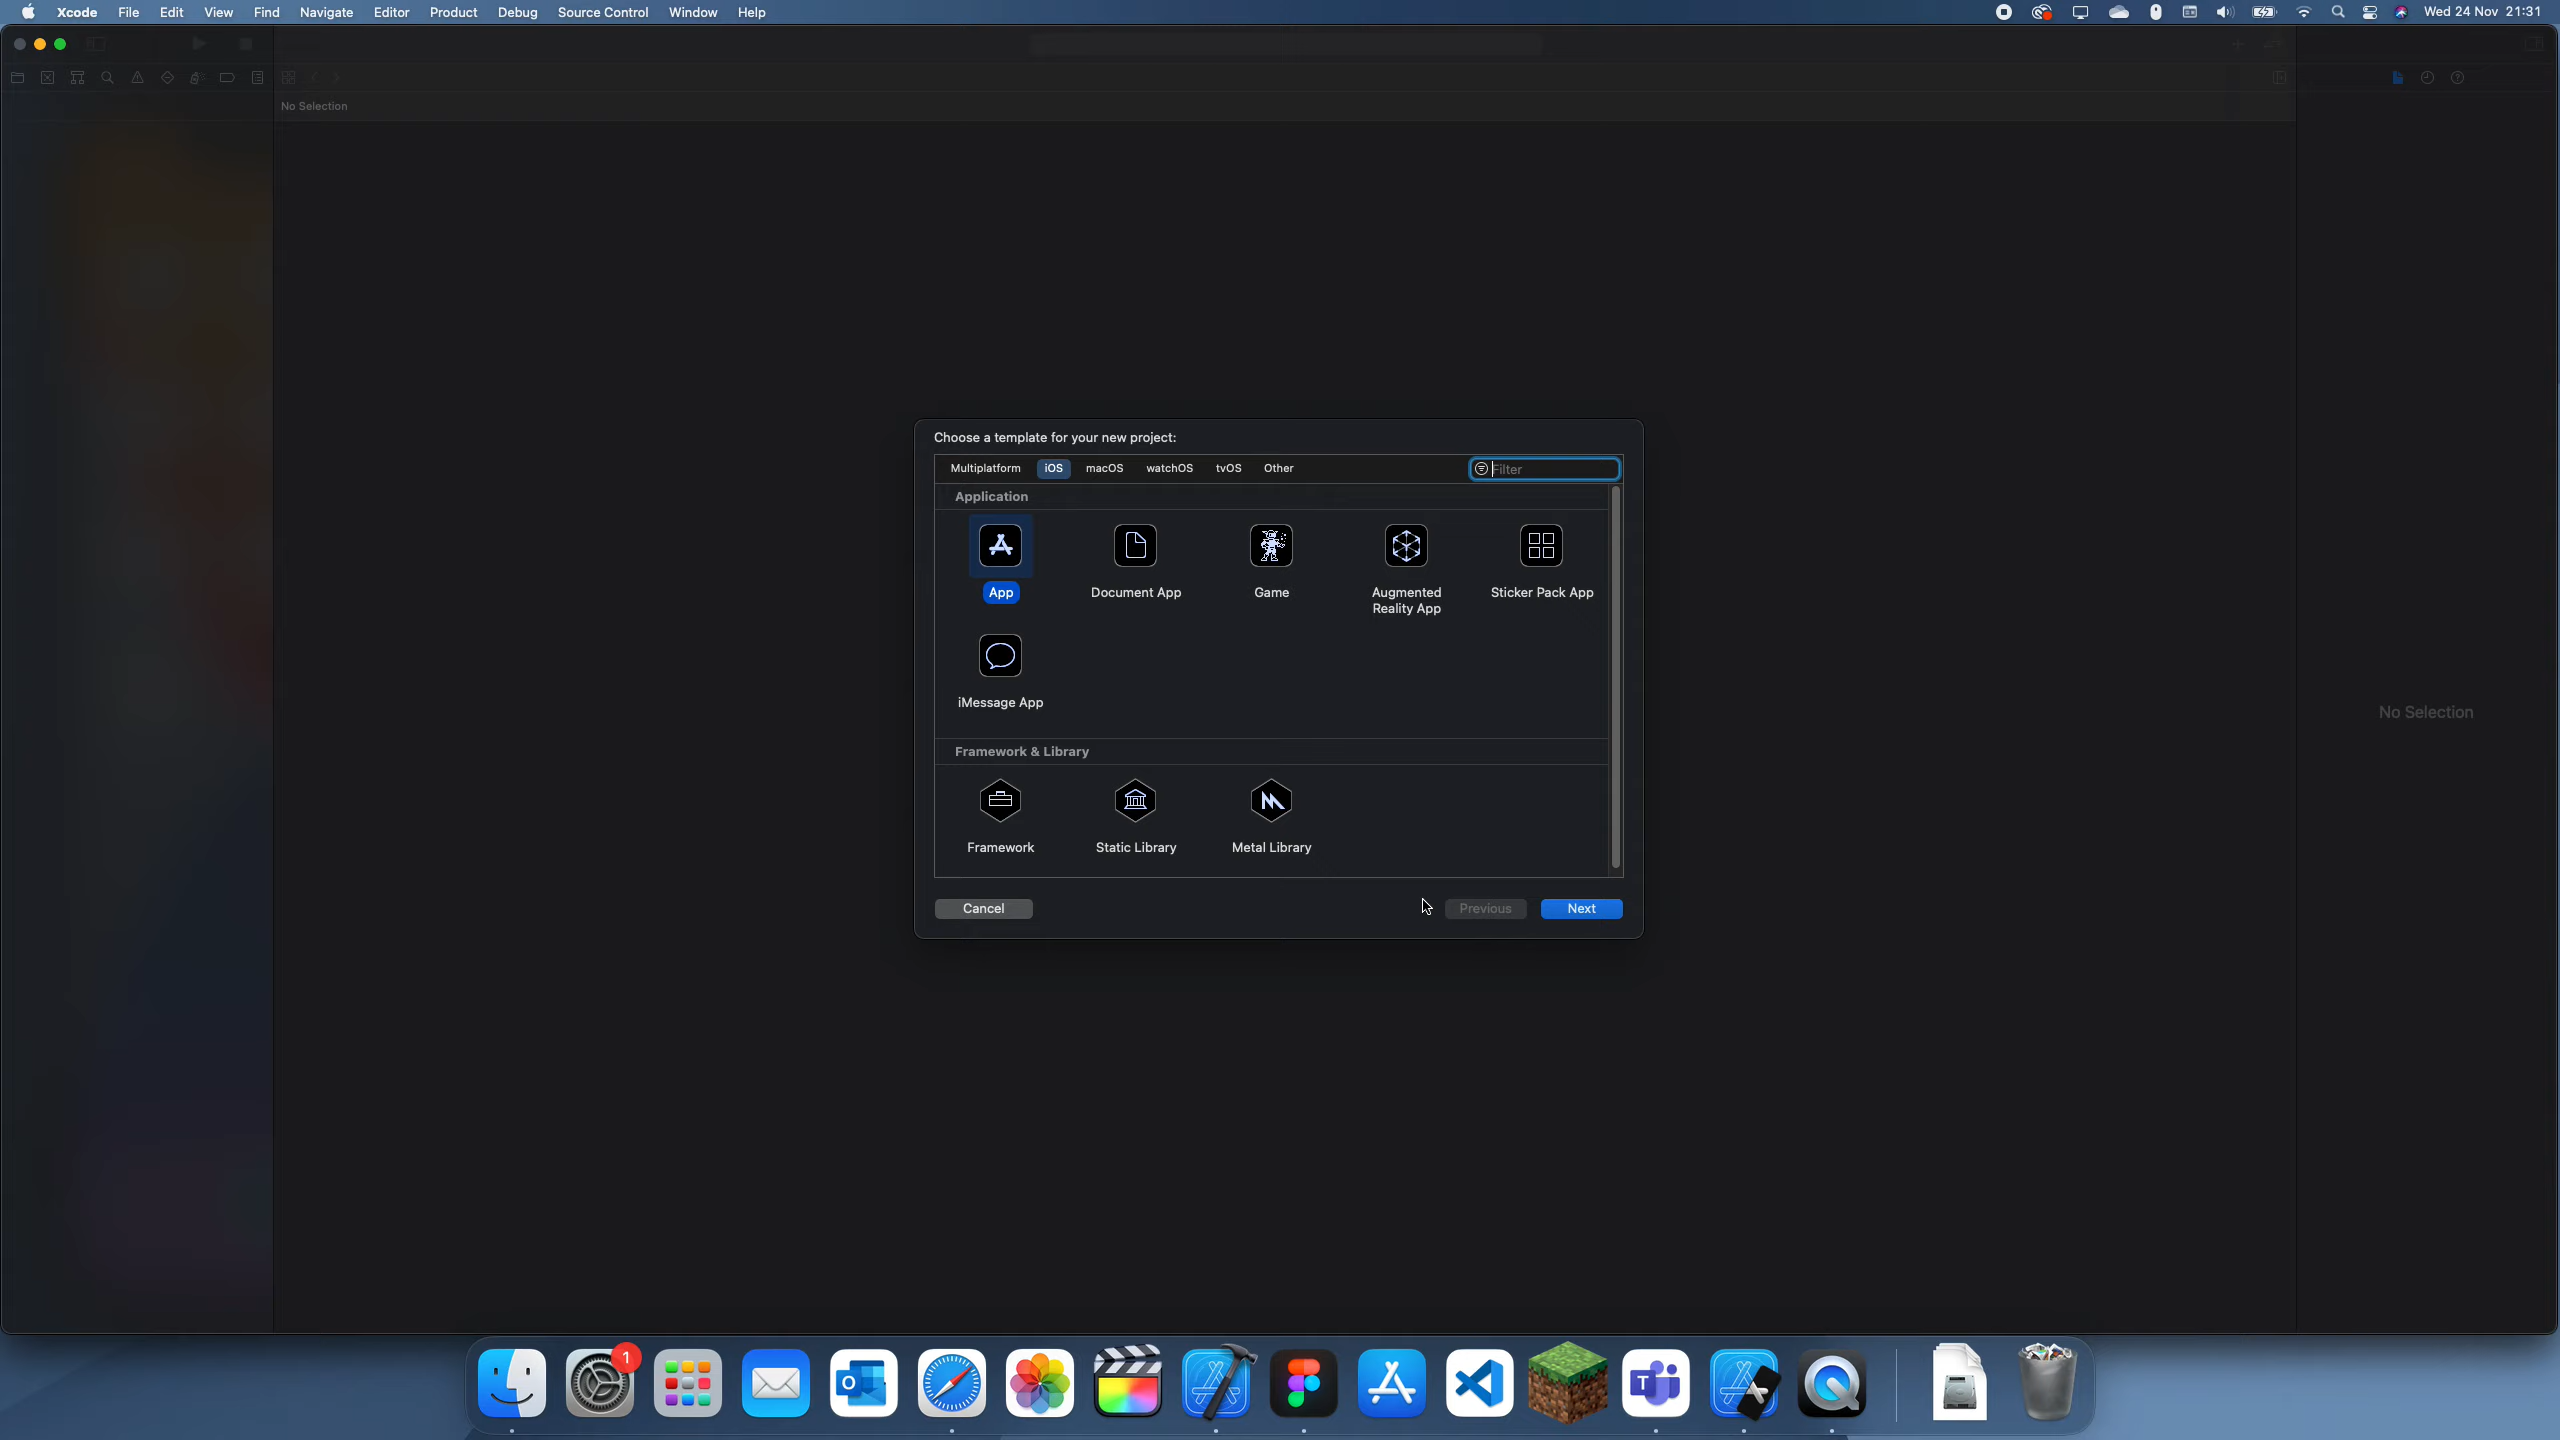 Xcode File Edit View Find Navigate Editor Product Debug Source Control Window Help Wed 24 Nov 21:31
No Selection
Choose a template for your new project:
Multiplatform iOS macOS watchOS tvOS Other Filter
Application
App Document App Game Augmented Reality App Sticker Pack App
iMessage App
No Selection
Framework & Library
Framework Static Library Metal Library
Cancel Previous Next
1